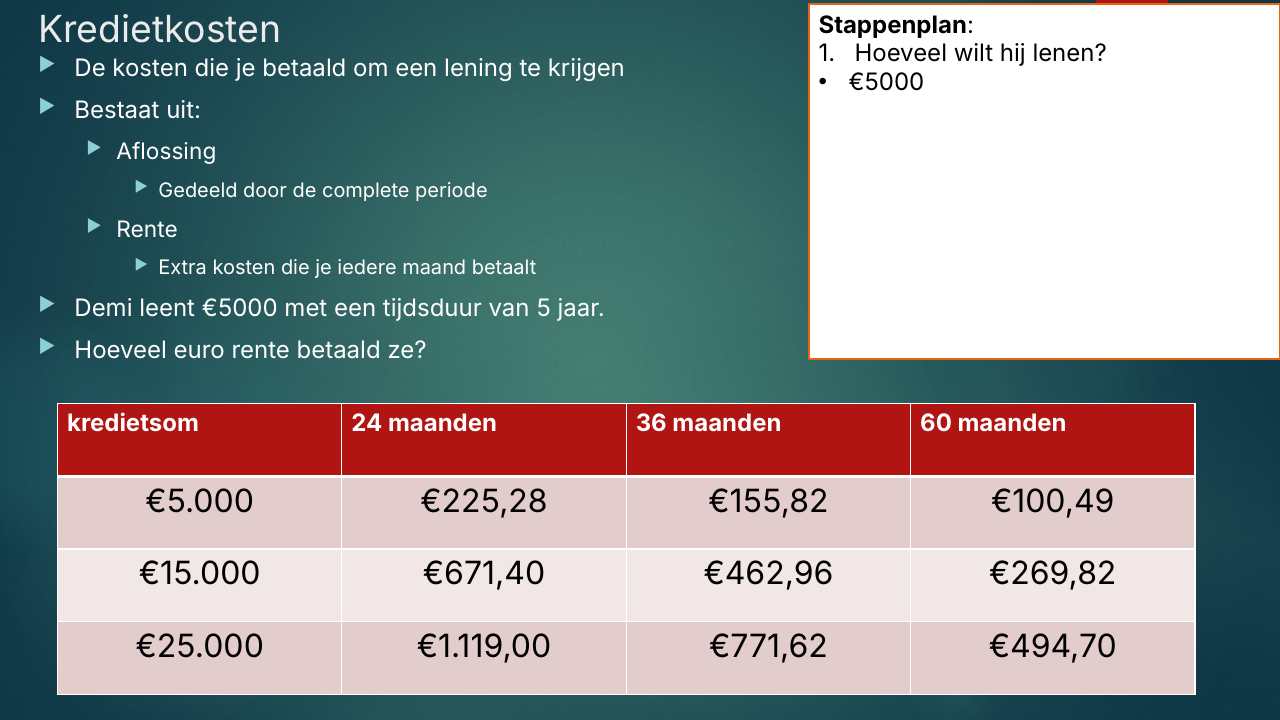 Kredietkosten
De kosten die je betaald om een lening te krijgen
Bestaat uit:
Aflossing
Gedeeld door de complete periode
Rente
Extra kosten die je iedere maand betaalt
Demi leent €5000 met een tijdsduur van 5 jaar.
Hoeveel euro rente betaald ze?
Stappenplan:
1. Hoeveel wilt hij lenen?
• €5000
kredietsom 24 maanden 36 maanden 60 maanden
€5.000 €225,28 €155,82 €100,49
€15.000 €671,40 €462,96 €269,82
€25.000 €1.119,00 €771,62 €494,70